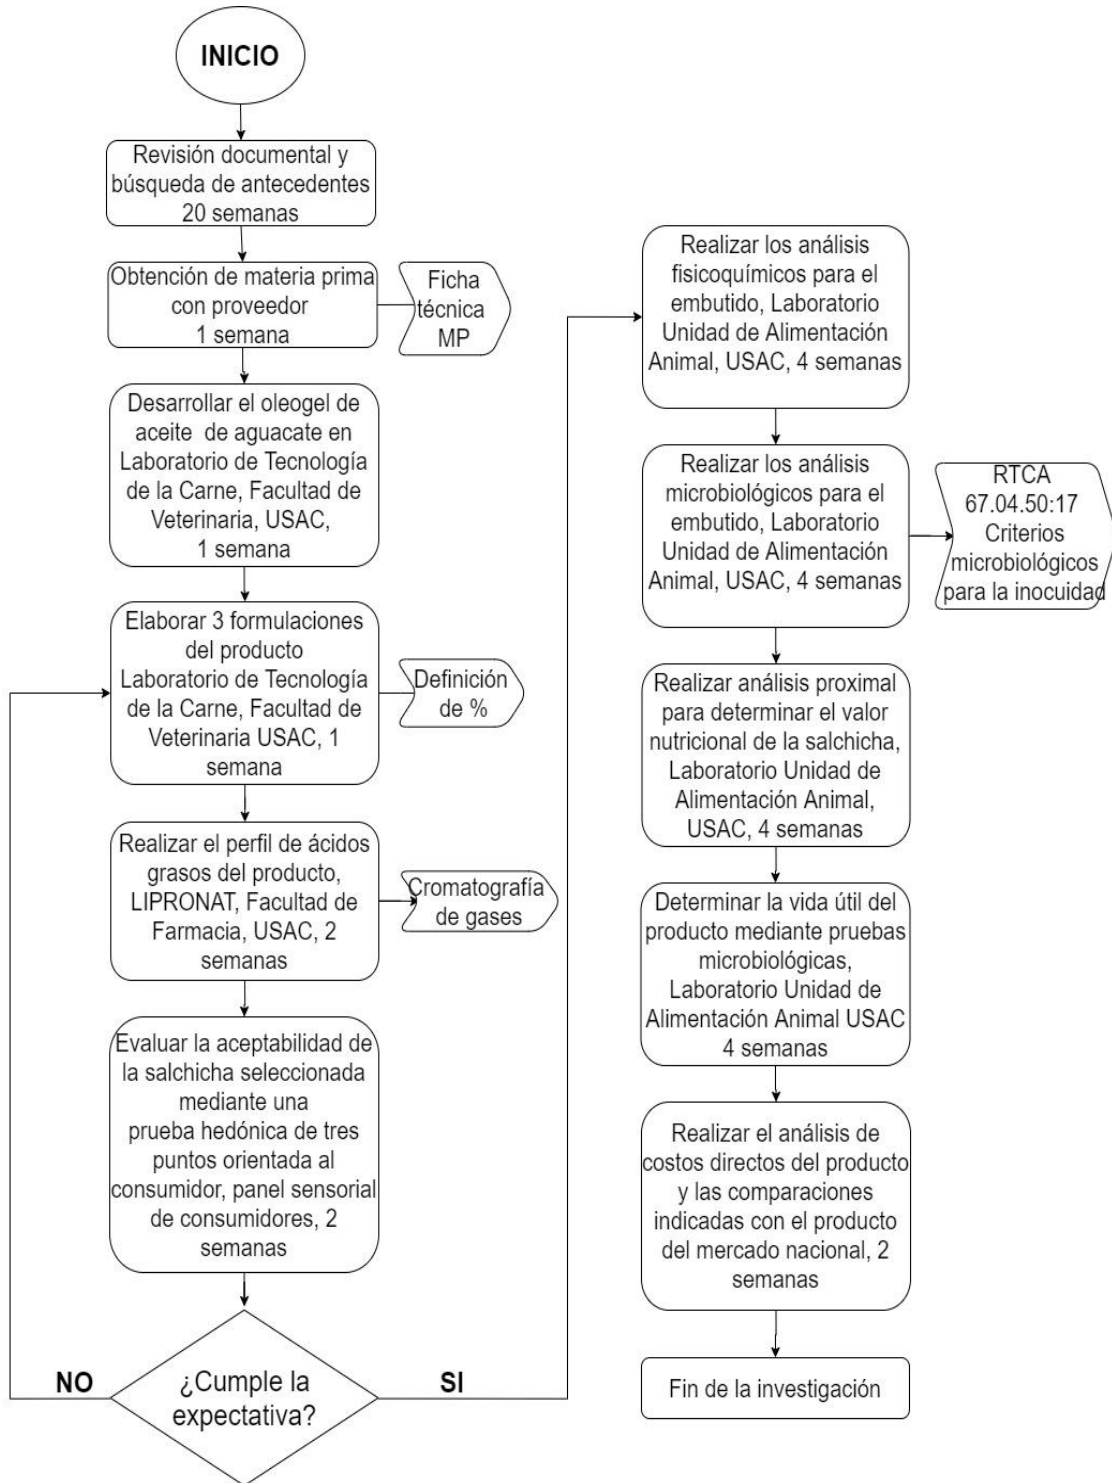 INICIO
Revisión documental y
búsqueda de antecedentes
20 semanas
Obtención de materia prima
con proveedor
1 semana
Ficha
técnica
MP
Desarrollar el oleogel de
aceite de aguacate en
Laboratorio de Tecnología
de la Carne, Facultad de
Veterinaria, USAC,
1 semana
Elaborar 3 formulaciones
del producto
Laboratorio de Tecnología
de la Carne, Facultad de
Veterinaria USAC, 1
semana
Definición
de %
Realizar el perfil de ácidos
grasos del producto,
LIPRONAT, Facultad de
Farmacia, USAC, 2
semanas
Cromatografía
de gases
Evaluar la aceptabilidad de
la salchicha seleccionada
mediante una
prueba hedónica de tres
puntos orientada al
consumidor, panel sensorial
de consumidores, 2
semanas
NO
¿Cumple la
expectativa?
SI
Realizar los análisis
fisicoquímicos para el
embutido, Laboratorio
Unidad de Alimentación
Animal, USAC, 4 semanas
Realizar los análisis
microbiológicos para el
embutido, Laboratorio
Unidad de Alimentación
Animal, USAC, 4 semanas
RTCA
67.04.50:17
Criterios
microbiológicos
para la inocuidad
Realizar análisis proximal
para determinar el valor
nutricional de la salchicha,
Laboratorio Unidad de
Alimentación Animal,
USAC, 4 semanas
Determinar la vida útil del
producto mediante pruebas
microbiológicas,
Laboratorio Unidad de
Alimentación Animal USAC
4 semanas
Realizar el análisis de
costos directos del producto
y las comparaciones
indicadas con el producto
del mercado nacional, 2
semanas
Fin de la investigación